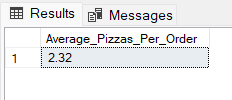 Results Messages
Average_Pizzas_Per_Order
1 2.32